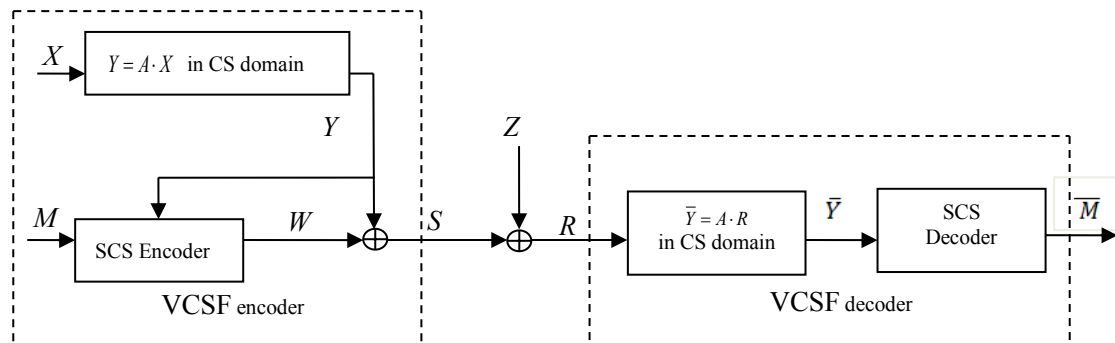 X
Y = A · X in CS domain
Y
Z
M
SCS Encoder
W
S
R
Ȳ = A · R
in CS domain
Ȳ
SCS
Decoder
M̄
VCSF encoder
VCSF decoder